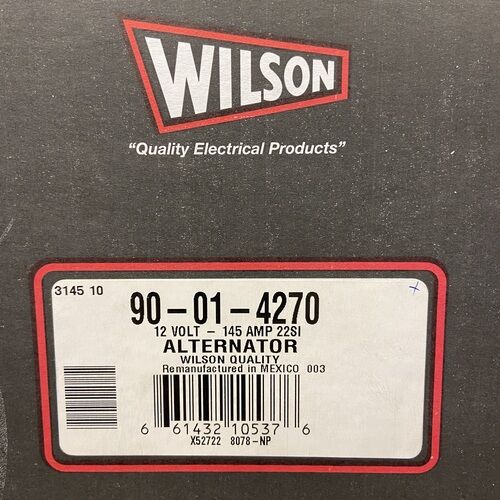 WILSON
“Quality Electrical Products”
3145 10
90-01-4270
12 VOLT - 145 AMP 22SI
ALTERNATOR
WILSON QUALITY
Remanufactured in MEXICO 003
6 61432 10537 6
X52722 8078-NP